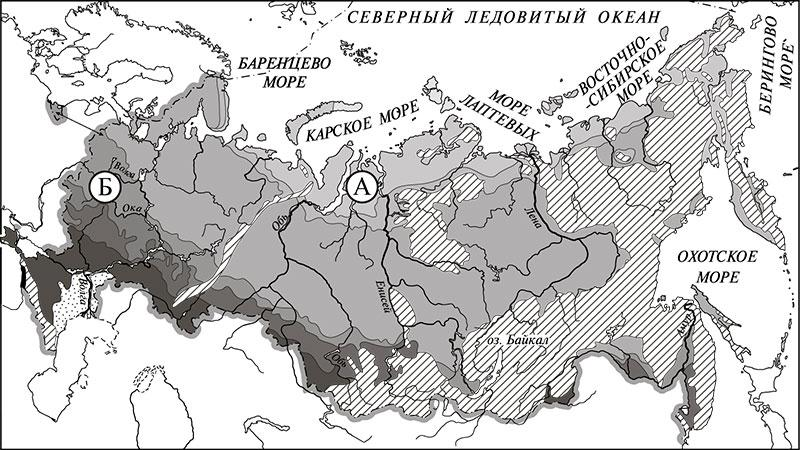 СЕВЕРНЫЙ ЛЕДОВИТЫЙ ОКЕАН
БАРЕНЦЕВО
МОРЕ
КАРСКОЕ МОРЕ
МОРЕ
ЛАПТЕВЫХ
ВОСТОЧНО-
СИБИРСКОЕ
МОРЕ
БЕРИНГОВО
МОРЕ
Б
А
Волга
Ока
Обь
Енисей
Лена
ОХОТСКОЕ
МОРЕ
Волга
Обь
оз. Байкал
Амур